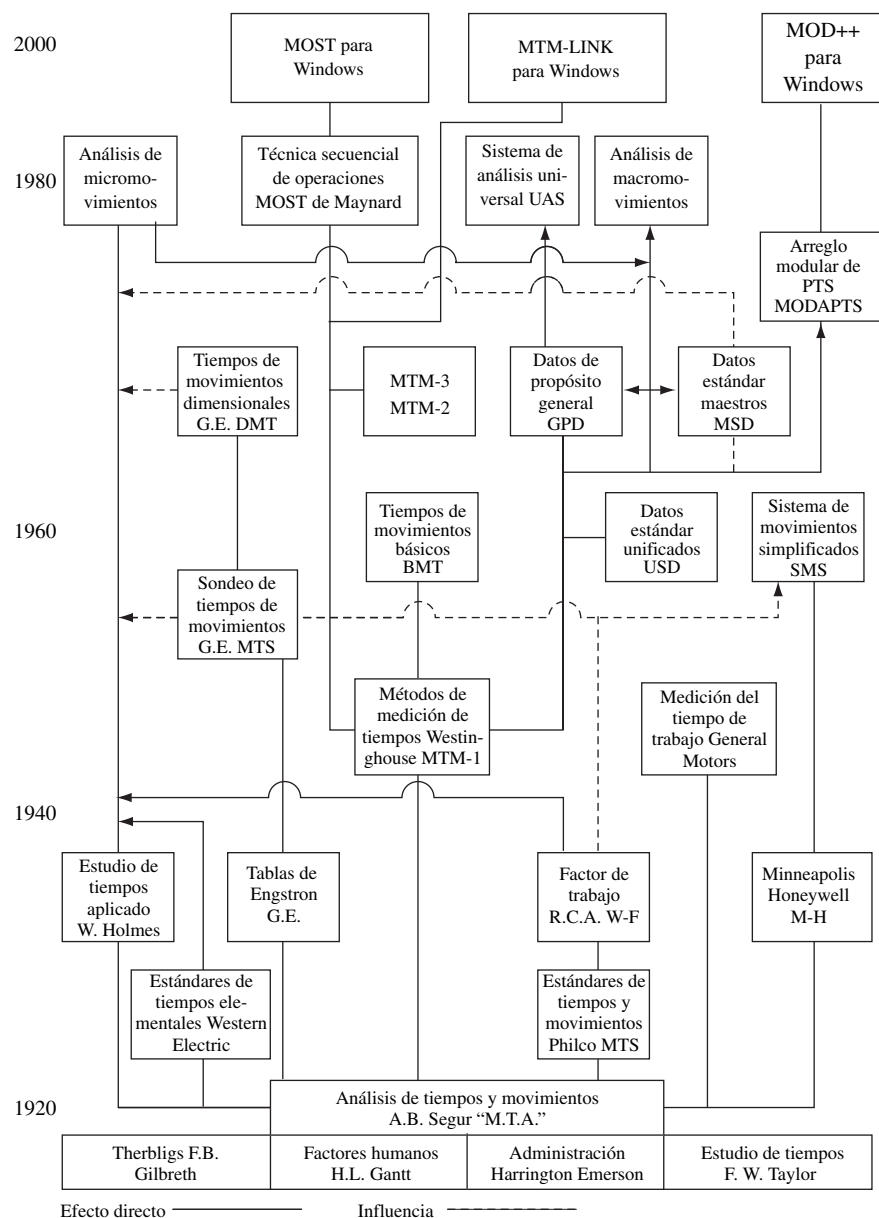 2000
MOST para
Windows
MTM-LINK
para Windows
MOD++
para
Windows
1980
Análisis de
micromo-
vimientos
Técnica secuencial
de operaciones
MOST de Maynard
Sistema de
análisis uni-
versal UAS
Análisis de
macromo-
vimientos
Arreglo
modular de
PTS
MODAPTS
Tiempos de
movimientos
dimensionales
G.E. DMT
MTM-3
MTM-2
Datos de
propósito
general
GPD
Datos
estándar
maestros
MSD
1960
Tiempos de
movimientos
básicos
BMT
Datos
estándar
unificados
USD
Sistema de
movimientos
simplificados
SMS
Sondeo de
tiempos de
movimientos
G.E. MTS
Métodos de
medición de
tiempos Westin-
ghouse MTM-1
Medición del
tiempo de
trabajo General
Motors
1940
Estudio de
tiempos
aplicado
W. Holmes
Tablas de
Engstron
G.E.
Factor de
trabajo
R.C.A. W-F
Minneapolis
Honeywell
M-H
Estándares de
tiempos ele-
mentales Western
Electric
Estándares de
tiempos y
movimientos
Philco MTS
1920
Análisis de tiempos y movimientos
A.B. Segur “M.T.A.”
Therbligs F.B.
Gilbreth
Factores humanos
H.L. Gantt
Administración
Harrington Emerson
Estudio de tiempos
F. W. Taylor
Efecto directo
Influencia